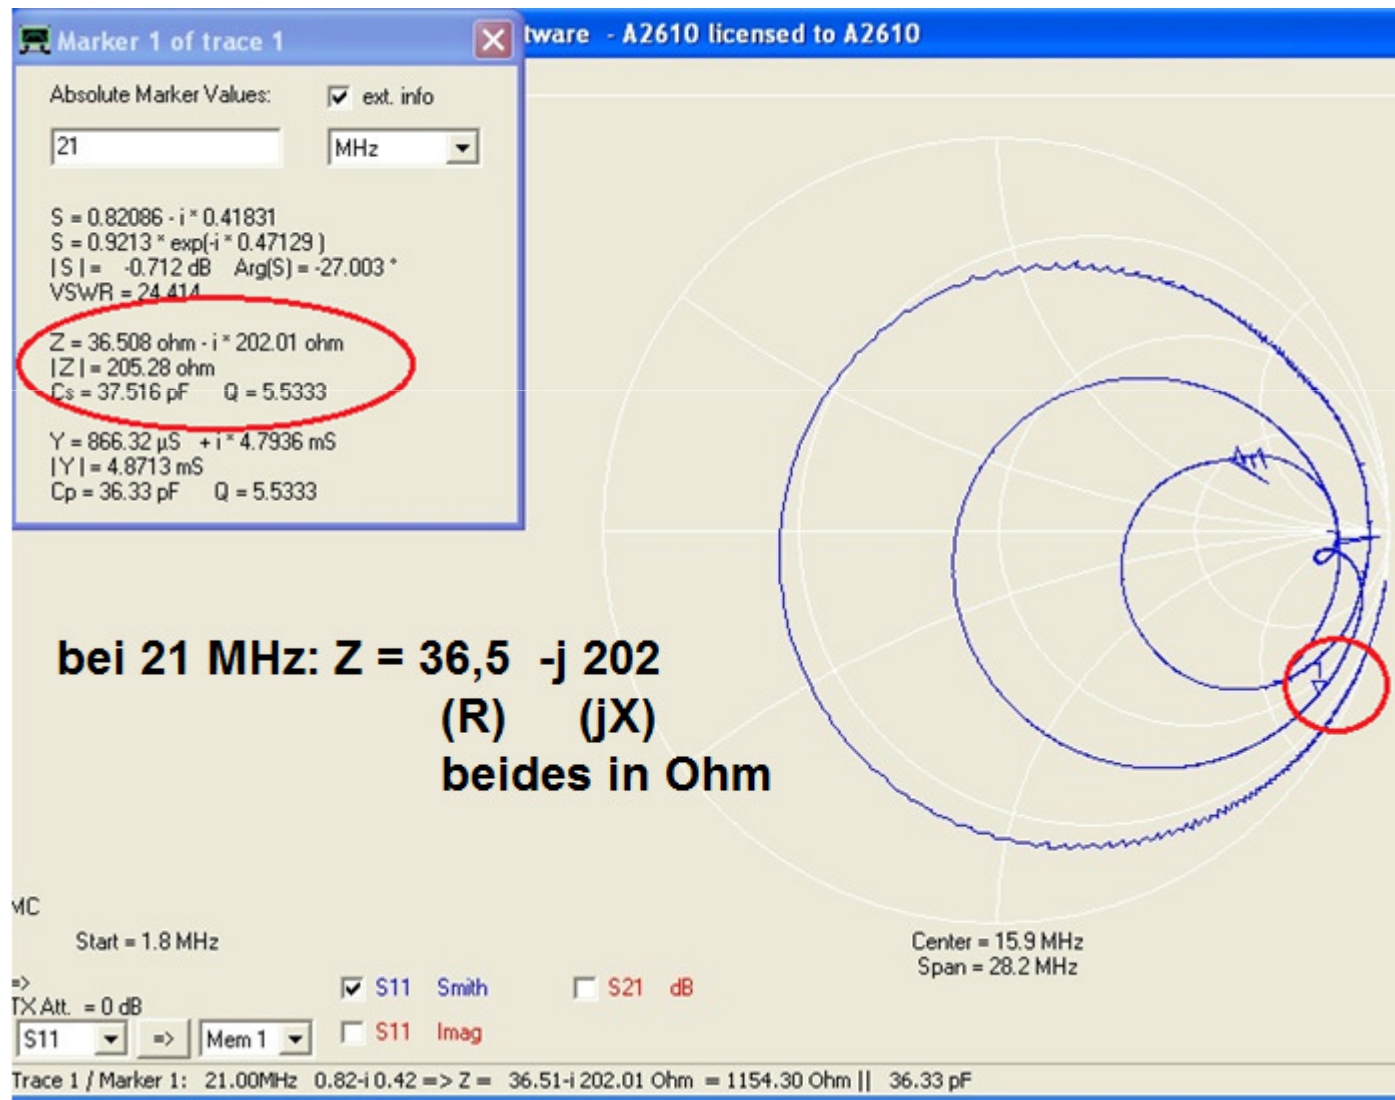 Marker 1 of trace 1
tware - A2610 licensed to A2610
Absolute Marker Values:
ext. info
21
MHz
S = 0.82086 - i * 0.41831
S = 0.9213 * exp(-i * 0.47129 )
| S | = -0.712 dB Arg(S) = -27.003 °
VSWR = 24.414
Z = 36.508 ohm - i * 202.01 ohm
| Z | = 205.28 ohm
Cs = 37.516 pF Q = 5.5333
Y = 866.32 µS + i * 4.7936 mS
| Y | = 4.8713 mS
Cp = 36.33 pF Q = 5.5333
1
bei 21 MHz: Z = 36,5 -j 202
(R) (jX)
beides in Ohm
MC
Start = 1.8 MHz
Center = 15.9 MHz
Span = 28.2 MHz
=>
TX Att. = 0 dB
S11 Smith
S21 dB
S11
=>
Mem 1
S11 Imag
Trace 1 / Marker 1: 21.00MHz 0.82-i 0.42 => Z = 36.51-i 202.01 Ohm = 1154.30 Ohm || 36.33 pF